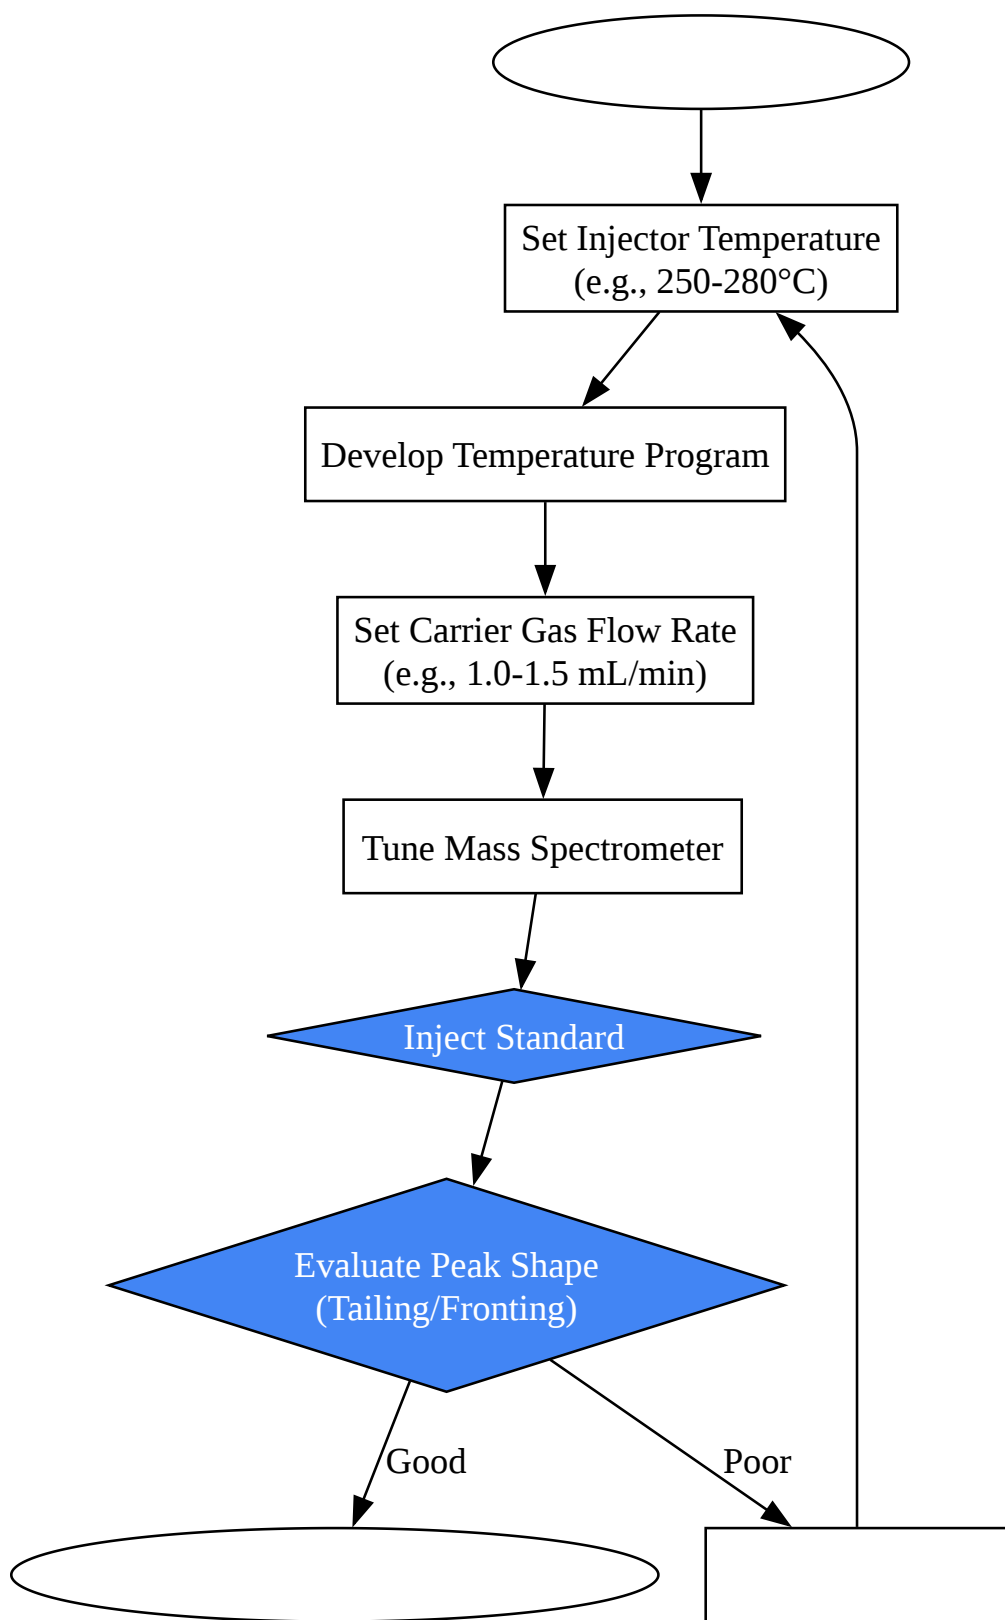 Set Injector Temperature
(e.g., 250-280°C)
Develop Temperature Program
Set Carrier Gas Flow Rate
(e.g., 1.0-1.5 mL/min)
Tune Mass Spectrometer
Inject Standard
Evaluate Peak Shape
(Tailing/Fronting)
Good
Poor